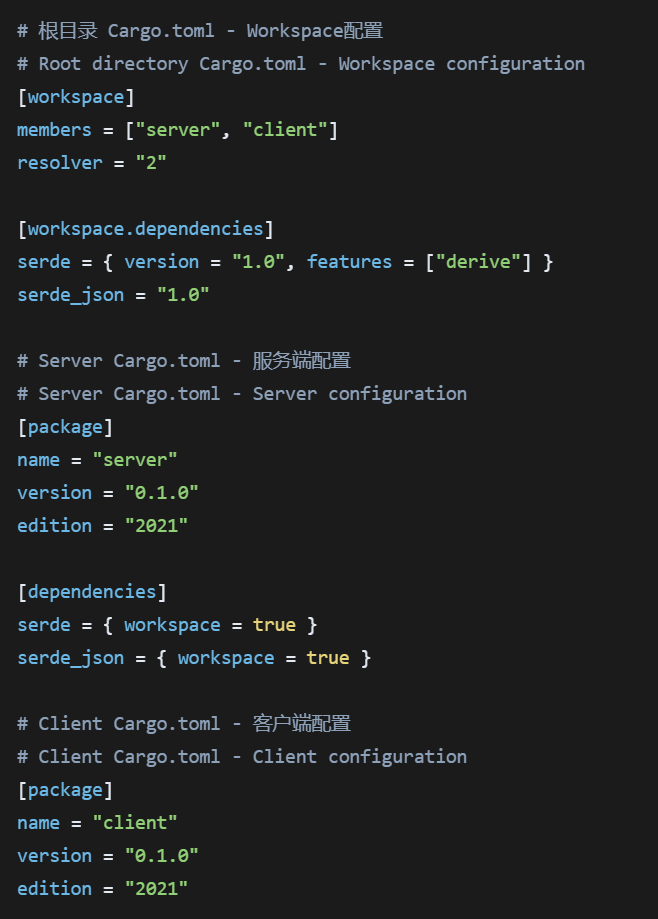 # 根目录 Cargo.toml - Workspace配置
# Root directory Cargo.toml - Workspace configuration
[workspace]
members = ["server", "client"]
resolver = "2"
[workspace.dependencies]
serde = { version = "1.0", features = ["derive"] }
serde_json = "1.0"
# Server Cargo.toml - 服务端配置
# Server Cargo.toml - Server configuration
[package]
name = "server"
version = "0.1.0"
edition = "2021"
[dependencies]
serde = { workspace = true }
serde_json = { workspace = true }
# Client Cargo.toml - 客户端配置
# Client Cargo.toml - Client configuration
[package]
name = "client"
version = "0.1.0"
edition = "2021"